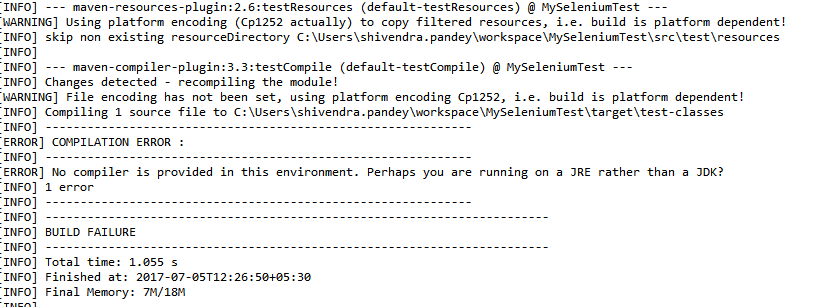 [INFO] --- maven-resources-plugin:2.6:testResources (default-testResources) @ MySeleniumTest ---
[WARNING] Using platform encoding (Cp1252 actually) to copy filtered resources, i.e. build is platform dependent!
[INFO] skip non existing resourceDirectory C:\Users\shivendra.pandey\workspace\MySeleniumTest\src\test\resources
[INFO]
[INFO] --- maven-compiler-plugin:3.3:testCompile (default-testCompile) @ MySeleniumTest ---
[INFO] Changes detected - recompiling the module!
[WARNING] File encoding has not been set, using platform encoding Cp1252, i.e. build is platform dependent!
[INFO] Compiling 1 source file to C:\Users\shivendra.pandey\workspace\MySeleniumTest\target\test-classes
[INFO] -------------------------------------------------------------
[ERROR] COMPILATION ERROR :
[INFO] -------------------------------------------------------------
[ERROR] No compiler is provided in this environment. Perhaps you are running on a JRE rather than a JDK?
[INFO] 1 error
[INFO] -------------------------------------------------------------
[INFO] ------------------------------------------------------------------------
[INFO] BUILD FAILURE
[INFO] ------------------------------------------------------------------------
[INFO] Total time: 1.055 s
[INFO] Finished at: 2017-07-05T12:26:50+05:30
[INFO] Final Memory: 7M/18M
[INFO]